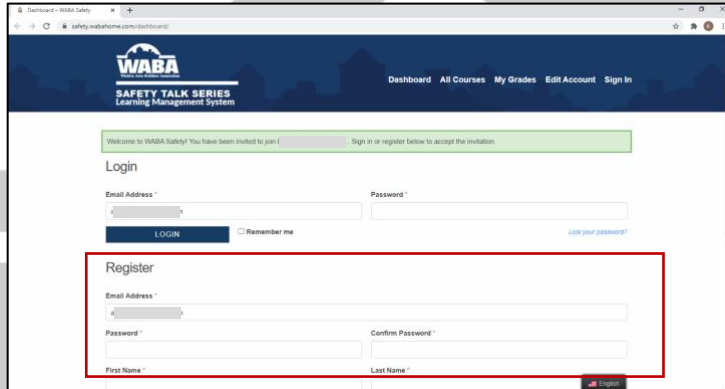 Dashboard – WABA Safety
safety.wabahome.com/dashboard/
WABA
Wichita Area Builders Association
SAFETY TALK SERIES
Learning Management System
Dashboard All Courses My Grades Edit Account Sign In
Welcome to WABA Safety! You have been invited to join . Sign in or register below to accept the invitation.
Login
Email Address * Password *
a
LOGIN Remember me Lost your password?
Register
Email Address *
a
Password * Confirm Password *
First Name * Last Name *
English